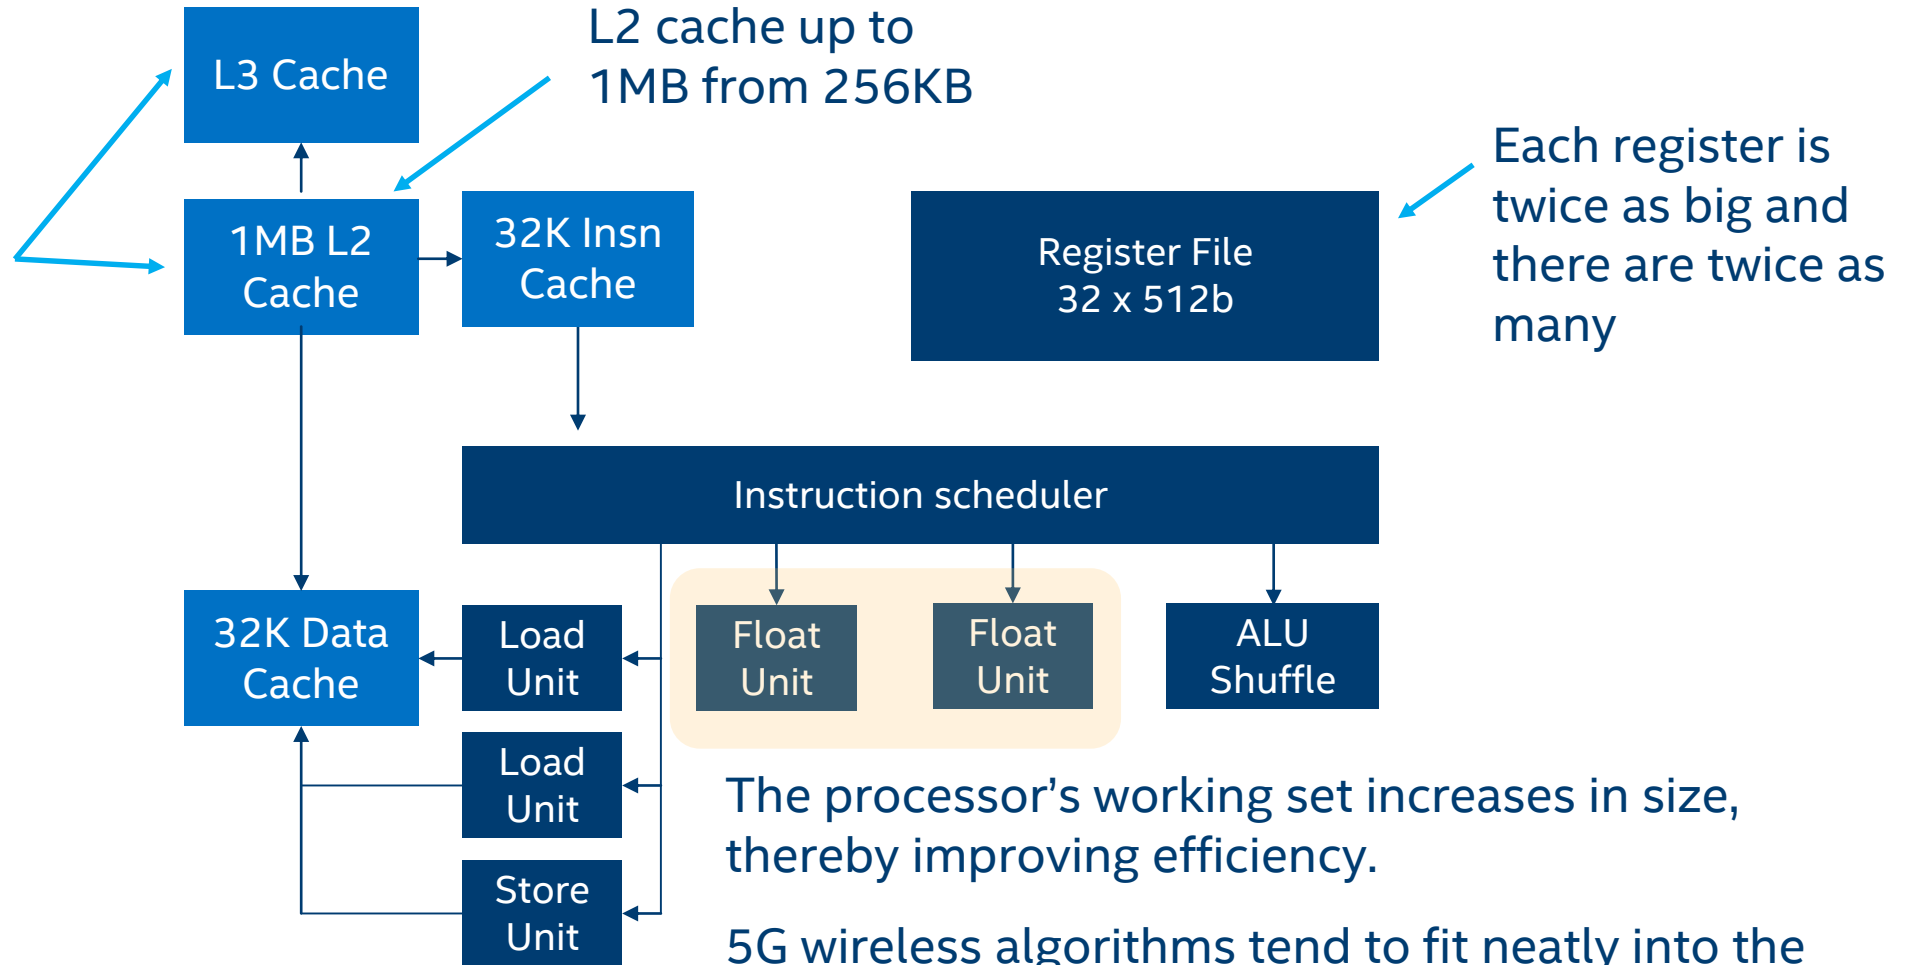 L3 Cache
L2 cache up to
1MB from 256KB
Each register is
twice as big and
there are twice as
many
1MB L2
Cache
32K Insn
Cache
Register File
32 x 512b
Instruction scheduler
32K Data
Cache
Load
Unit
Float
Unit
Float
Unit
ALU
Shuffle
Load
Unit
Store
Unit
The processor’s working set increases in size,
thereby improving efficiency.
5G wireless algorithms tend to fit neatly into the